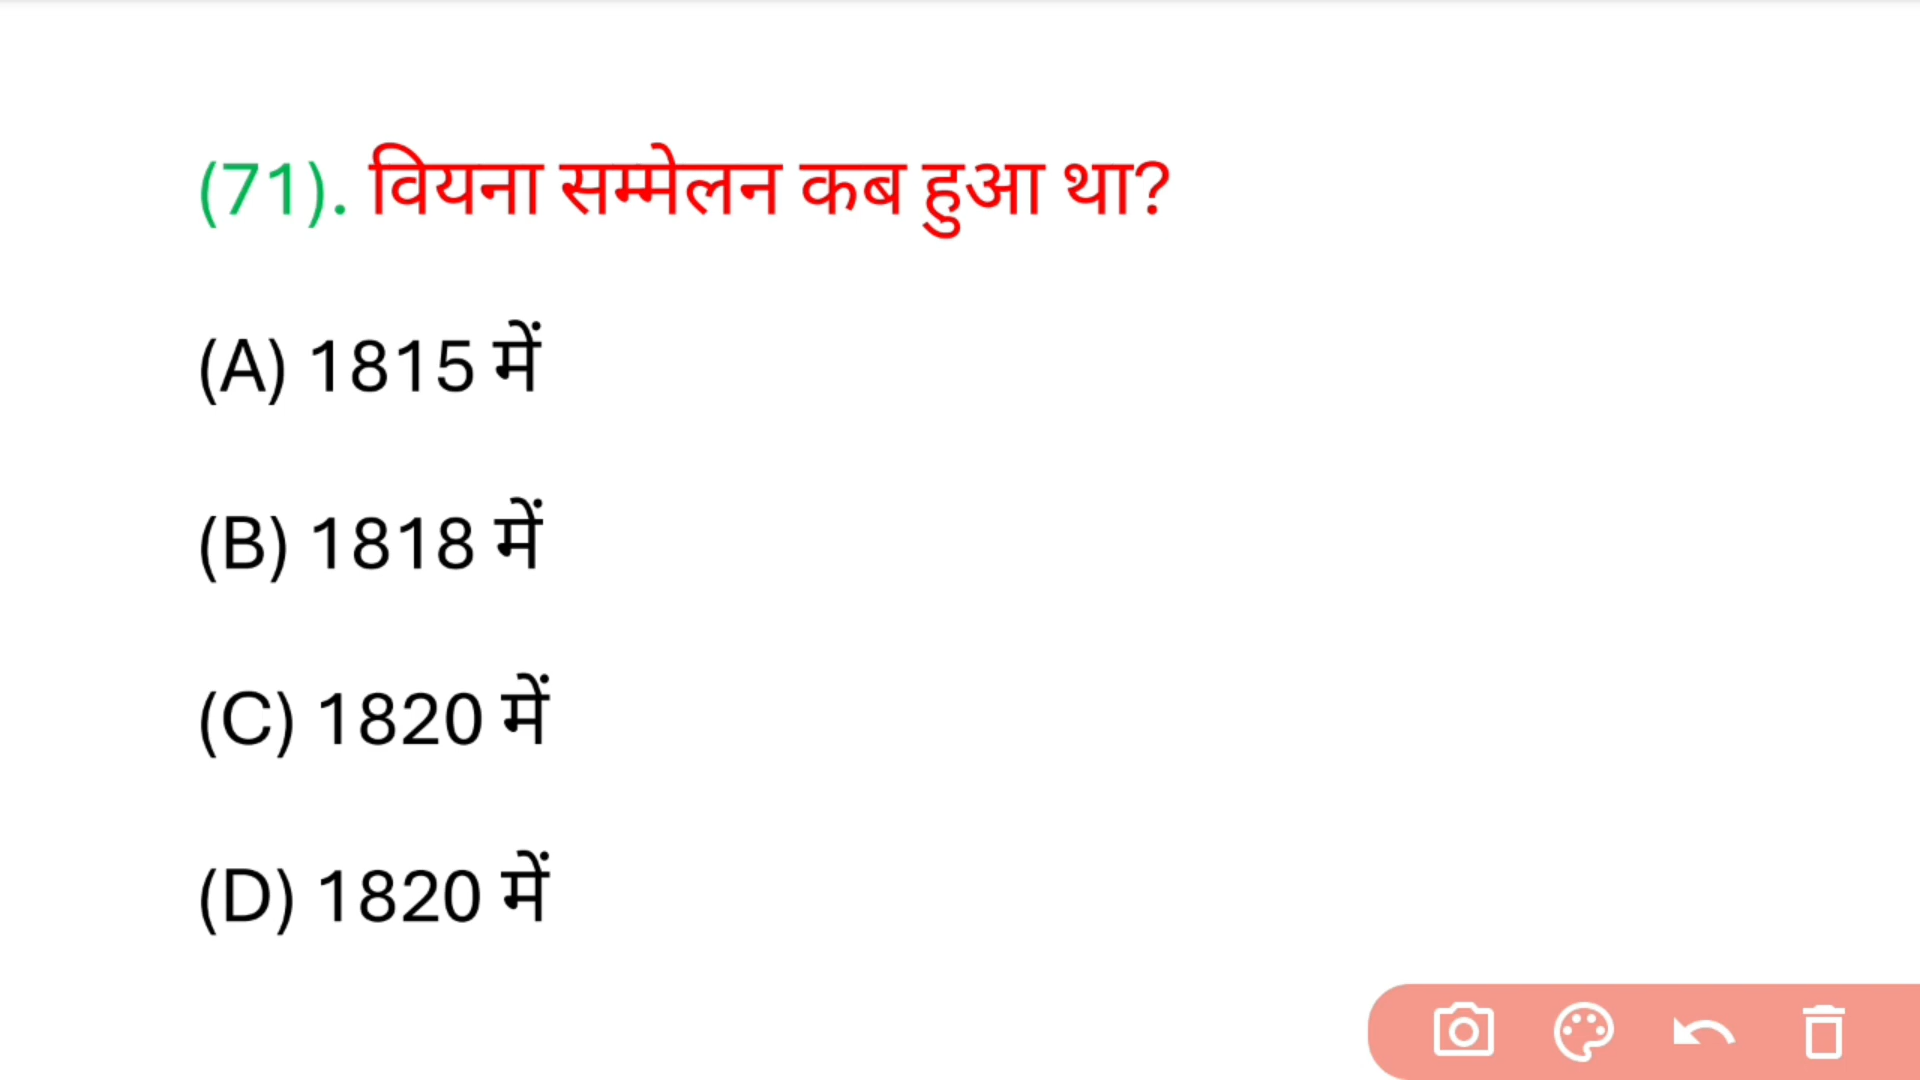 (71). वियना सम्मेलन कब हुआ था?
(A) 1815 में
(B) 1818 में
(C) 1820 में
(D) 1820 में